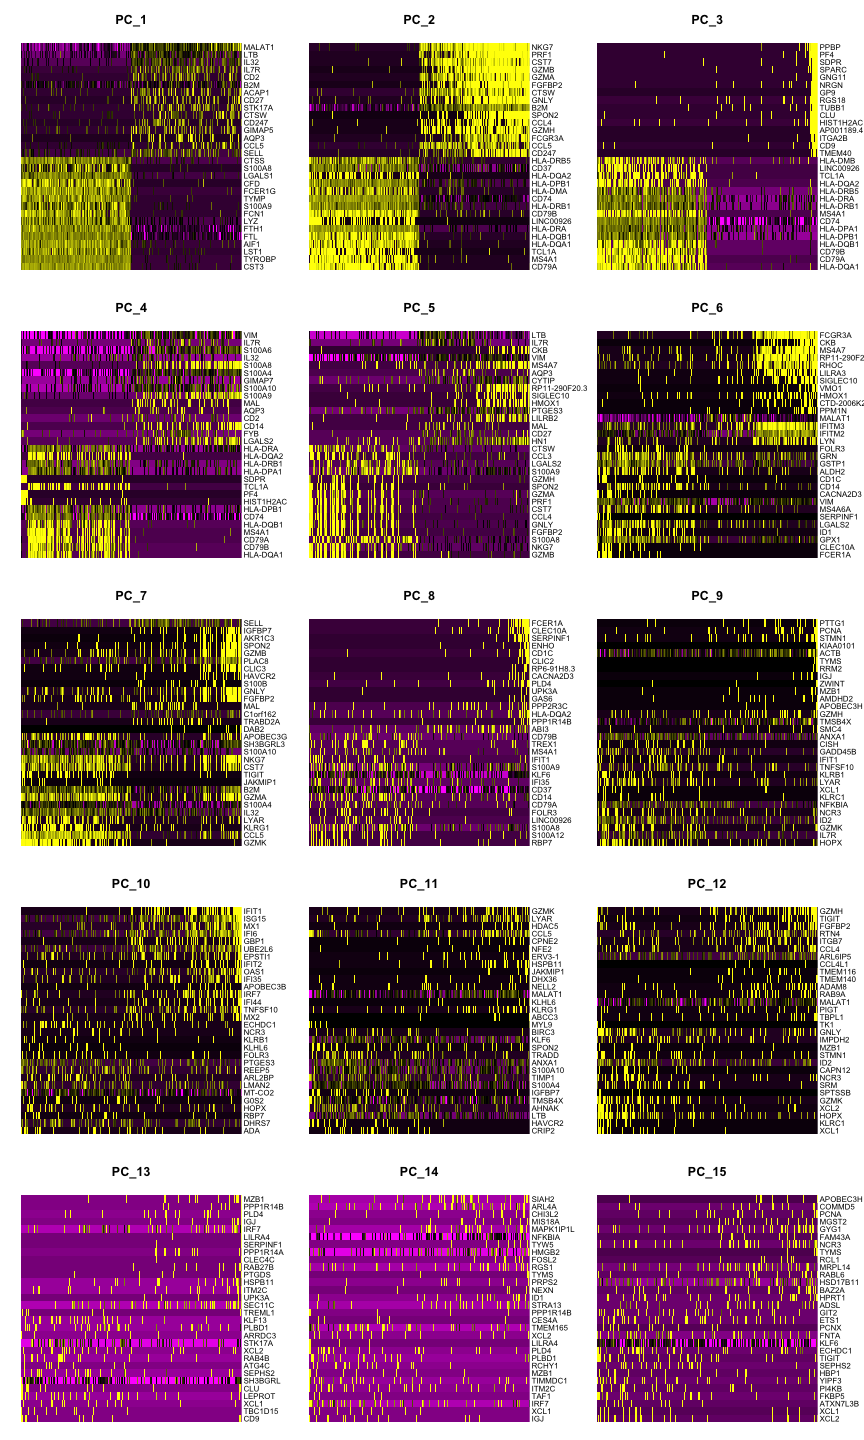 PC_1
MALAT1
LTB
IL32
IL7R
CD2
B2M
ACAP1
CD27
STK17A
CTSW
CD247
GIMAP5
AQP3
CCL5
SELL
CTSS
S100A8
LGALS1
CFD
FCER1G
TYMP
S100A9
FCN1
LYZ
FTH1
FTL
AIF1
LST1
TYROBP
CST3
PC_2
NKG7
PRF1
CST7
GZMB
GZMA
FGFBP2
CTSW
GNLY
B2M
SPON2
CCL4
GZMH
FCGR3A
CCL5
CD247
HLA-DRB5
CD37
HLA-DQA2
HLA-DPB1
HLA-DMA
CD74
HLA-DRB1
CD79B
LINC00926
HLA-DRA
HLA-DQB1
HLA-DQA1
TCL1A
MS4A1
CD79A
PC_3
PPBP
PF4
SDPR
SPARC
GNG11
NRGN
GP9
RGS18
TUBB1
CLU
HIST1H2AC
AP001189.4
ITGA2B
CD9
TMEM40
HLA-DMB
LINC00926
TCL1A
HLA-DQA2
HLA-DRB5
HLA-DRA
HLA-DRB1
MS4A1
CD74
HLA-DPA1
HLA-DPB1
HLA-DQB1
CD79B
CD79A
HLA-DQA1
PC_4
VIM
IL7R
S100A6
IL32
S100A8
S100A4
GIMAP7
S100A10
S100A9
MAL
AQP3
CD2
CD14
FYB
LGALS2
HLA-DRA
HLA-DQA2
HLA-DRB1
HLA-DPA1
SDPR
TCL1A
PF4
HIST1H2AC
HLA-DPB1
CD74
HLA-DQB1
MS4A1
CD79A
CD79B
HLA-DQA1
PC_5
LTB
IL7R
CKB
VIM
MS4A7
AQP3
CYTIP
RP11-290F20.3
SIGLEC10
HMOX1
PTGES3
LILRB2
MAL
CD27
HN1
CTSW
CCL3
LGALS2
S100A9
GZMH
SPON2
GZMA
PRF1
CST7
CCL4
GNLY
FGFBP2
S100A8
NKG7
GZMB
PC_6
FCGR3A
CKB
MS4A7
RP11-290F2
RHOC
LILRA3
SIGLEC10
VMO1
HMOX1
CTD-2006K2
PPM1N
MALAT1
IFITM3
IFITM2
LYN
FOLR3
GRN
GSTP1
ALDH2
CD1C
CD14
CACNA2D3
VIM
MS4A6A
SERPINF1
LGALS2
ID1
GPX1
CLEC10A
FCER1A
PC_7
SELL
IGFBP7
AKR1C3
SPON2
GZMB
PLAC8
CLIC3
HAVCR2
S100B
GNLY
FGFBP2
MAL
C1orf162
TRABD2A
DAB2
APOBEC3G
SH3BGRL3
S100A10
NKG7
CST7
TIGIT
JAKMIP1
B2M
GZMA
S100A4
IL32
LYAR
KLRG1
CCL5
GZMK
PC_8
FCER1A
CLEC10A
SERPINF1
ENHO
CD1C
CLIC2
RP6-91H8.3
CACNA2D3
PLD4
UPK3A
GAS6
PPP2R3C
HLA-DQA2
PPP1R14B
ABI3
CD79B
TREX1
MS4A1
IFIT1
S100A9
KLF6
IFI35
CD37
CD14
CD79A
FOLR3
LINC00926
S100A8
S100A12
RBP7
PC_9
PTTG1
PCNA
STMN1
KIAA0101
ACTB
TYMS
RRM2
IGJ
ZWINT
MZB1
AMDHD2
APOBEC3H
GZMH
TMSB4X
SMC4
ANXA1
CISH
GADD45B
IFIT1
TNFSF10
KLRB1
LYAR
XCL1
KLRC1
NFKBIA
NCR3
ID2
GZMK
IL7R
HOPX
PC_10
IFIT1
ISG15
MX1
IFI6
GBP1
UBE2L6
EPSTI1
IFIT2
OAS1
IFI35
APOBEC3B
IRF7
IFI44
TNFSF10
MX2
ECHDC1
NCR3
KLRB1
KLHL6
FOLR3
PTGES3
REEP5
ARL2BP
LMAN2
MT-CO2
G0S2
HOPX
RBP7
DHRS7
ADA
PC_11
GZMK
LYAR
HDAC5
CCL5
CPNE2
NFE2
ERV3-1
HSPB11
JAKMIP1
DHX36
NELL2
MALAT1
KLHL6
KLRG1
ABCC3
MYL9
BIRC3
KLF6
SPON2
TRADD
ANXA1
S100A10
TIMP1
S100A4
IGFBP7
TMSB4X
AHNAK
LTB
HAVCR2
CRIP2
PC_12
GZMH
TIGIT
FGFBP2
RTN4
ITGB7
CCL4
ARL6IP5
CCL4L1
TMEM116
TMEM140
ADAM8
RAB9A
MALAT1
PIGT
TBPL1
TK1
GNLY
IMPDH2
MZB1
STMN1
ID2
CAPN12
NCR3
SRM
SPTSSB
GZMK
XCL2
HOPX
KLRC1
XCL1
PC_13
MZB1
PPP1R14B
PLD4
IGJ
IRF7
LILRA4
SERPINF1
PPP1R14A
CLEC4C
RAB27B
PTGDS
HSPB11
ITM2C
UPK3A
SEC11C
TREML1
KLF13
PLBD1
ARRDC3
STK17A
XCL2
RAB4B
ATG4C
SEPHS2
SH3BGRL
CLU
LEPROT
XCL1
TBC1D15
CD9
PC_14
SIAH2
ARL4A
CHI3L2
MIS18A
MAPK1IP1L
NFKBIA
TYW5
HMGB2
FOSL2
RGS1
TYMS
PRPS2
NEXN
ID1
STRA13
PPP1R14B
CES4A
TMEM165
XCL2
LILRA4
PLD4
PLBD1
RCHY1
MZB1
TIMMDC1
ITM2C
TAF1
IRF7
XCL1
IGJ
PC_15
APOBEC3H
COMMD5
PCNA
MGST2
GYG1
FAM43A
NCR3
TYMS
RCL1
MRPL14
RABL6
HSD17B11
BAZ2A
HPRT1
ADSL
GIT2
ETS1
PCNX
FNTA
KLF6
ECHDC1
TIGIT
SEPHS2
HBP1
YIPF3
PI4KB
FKBP5
ATXN7L3B
XCL1
XCL2